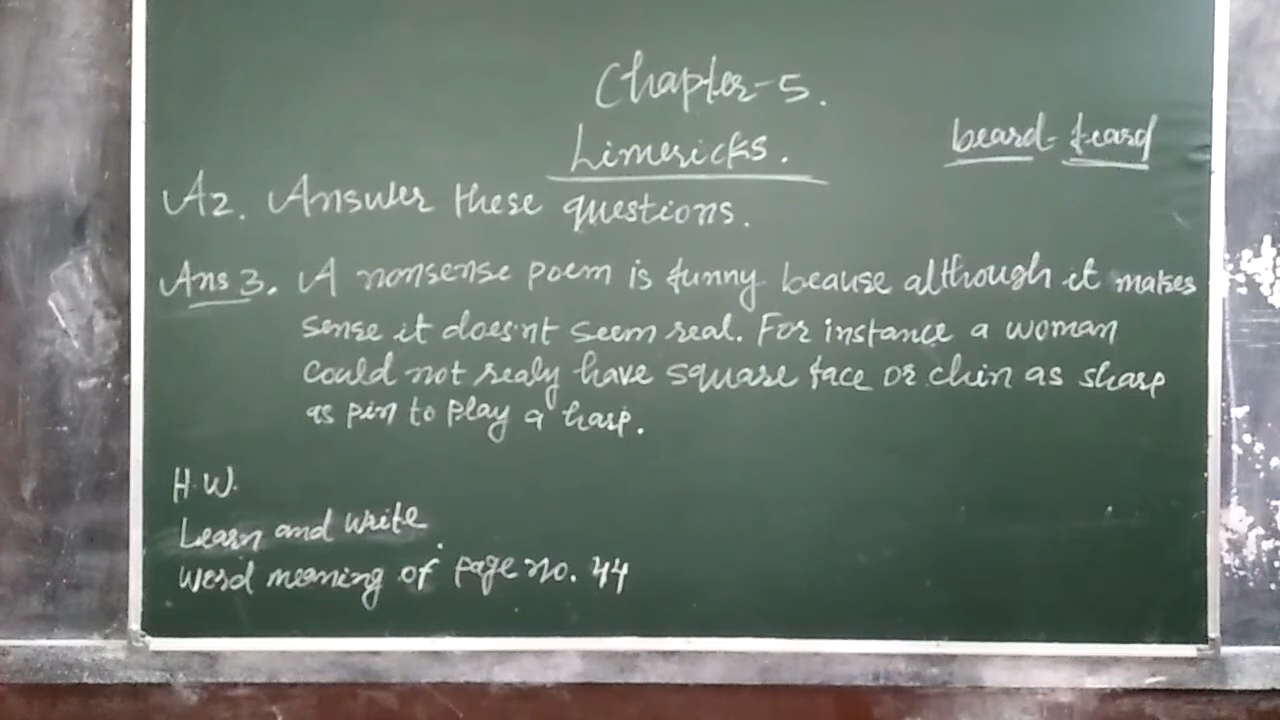 Chapter-5.
Limericks.
beard-feard
A2. Answer these questions.
Ans 3. A nonsense poem is funny because although it makes
sense it does'nt seem real. For instance a woman
could not realy have square face or chin as sharp
as pin to play a harp.
H.W.
Learn and write
Word meaning of page no. 44